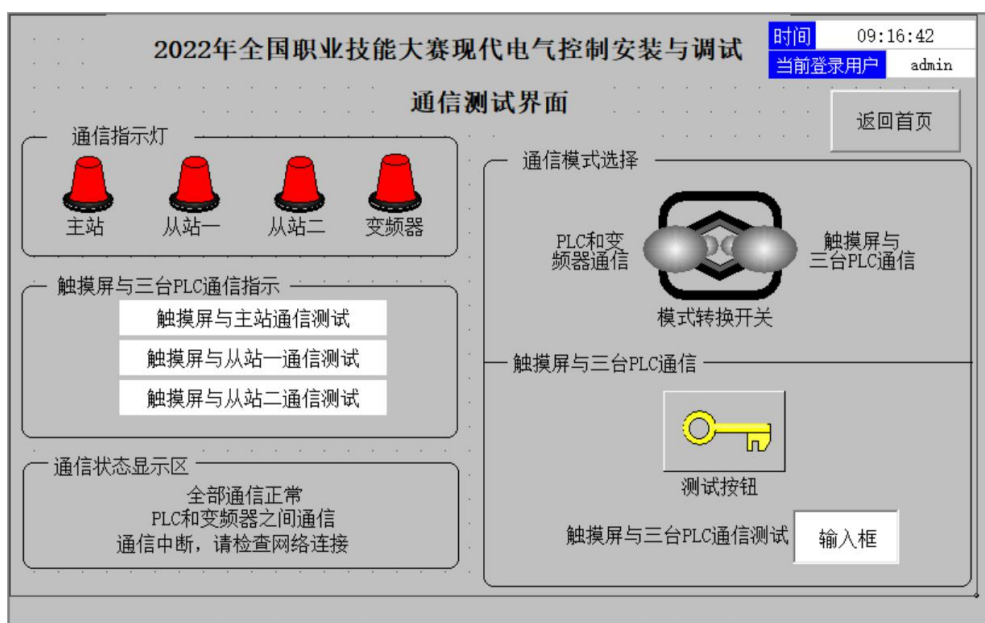 2022年全国职业技能大赛现代电气控制安装与调试
时间 09:16:42
当前登录用户 admin
通信测试界面
返回首页
通信指示灯
主站 从站一 从站二 变频器
触摸屏与三台PLC通信指示
触摸屏与主站通信测试
触摸屏与从站一通信测试
触摸屏与从站二通信测试
通信状态显示区
全部通信正常
PLC和变频器之间通信
通信中断，请检查网络连接
通信模式选择
PLC和变
频器通信
触摸屏与
三台PLC通信
模式转换开关
触摸屏与三台PLC通信
测试按钮
触摸屏与三台PLC通信测试 输入框